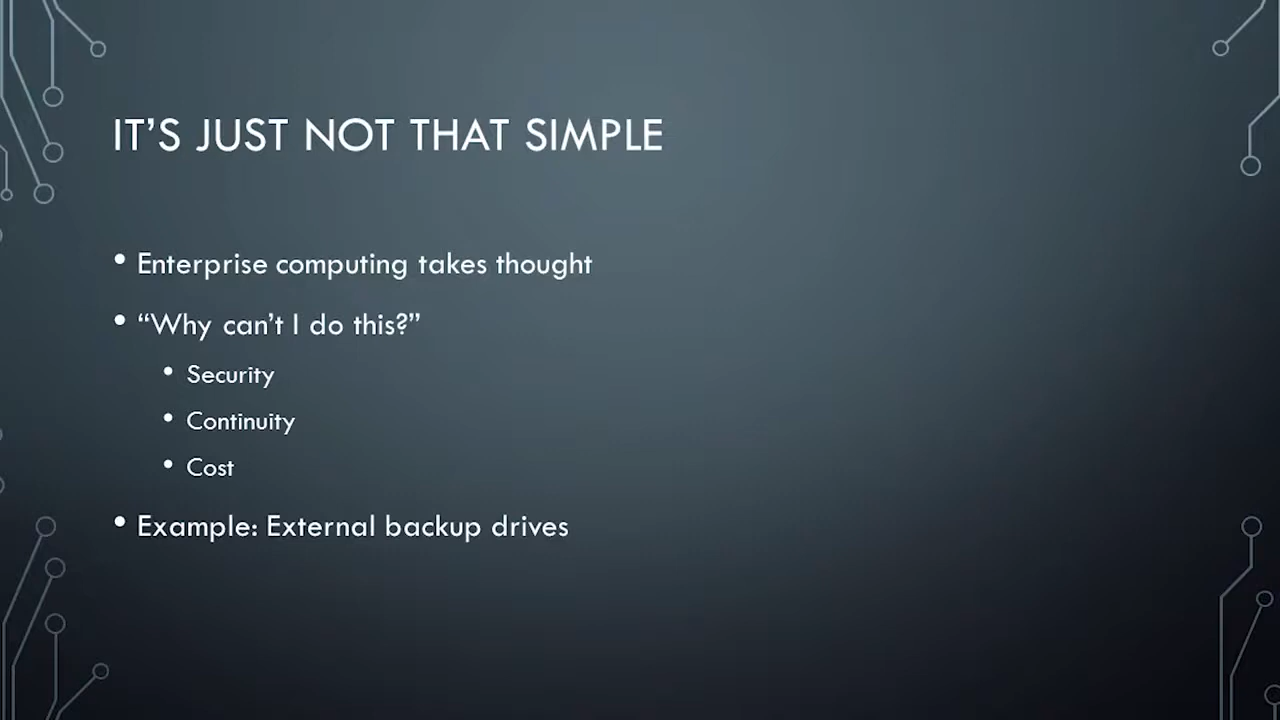 IT’S JUST NOT THAT SIMPLE
• Enterprise computing takes thought
• “Why can’t I do this?”
• Security
• Continuity
• Cost
• Example: External backup drives